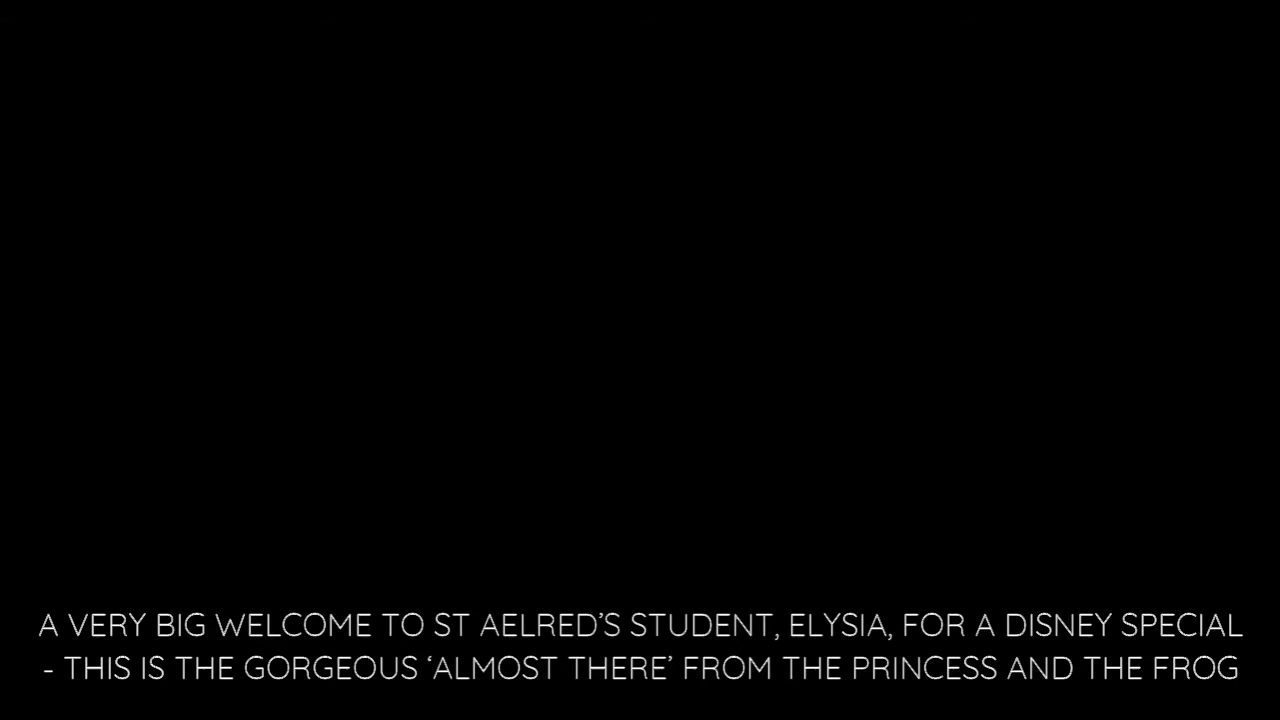 A VERY BIG WELCOME TO ST AELRED’S STUDENT, ELYSIA, FOR A DISNEY SPECIAL
- THIS IS THE GORGEOUS ‘ALMOST THERE’ FROM THE PRINCESS AND THE FROG